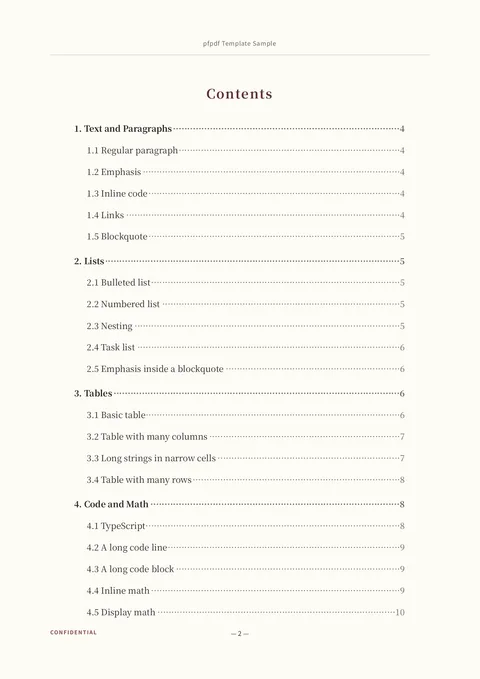 pfpdf Template Sample
Contents
1. Text and Paragraphs 4
1.1 Regular paragraph 4
1.2 Emphasis 4
1.3 Inline code 4
1.4 Links 4
1.5 Blockquote 5
2. Lists 5
2.1 Bulleted list 5
2.2 Numbered list 5
2.3 Nesting 5
2.4 Task list 6
2.5 Emphasis inside a blockquote 6
3. Tables 6
3.1 Basic table 6
3.2 Table with many columns 7
3.3 Long strings in narrow cells 7
3.4 Table with many rows 8
4. Code and Math 8
4.1 TypeScript 8
4.2 A long code line 9
4.3 A long code block 9
4.4 Inline math 9
4.5 Display math 10
CONFIDENTIAL — 2 —